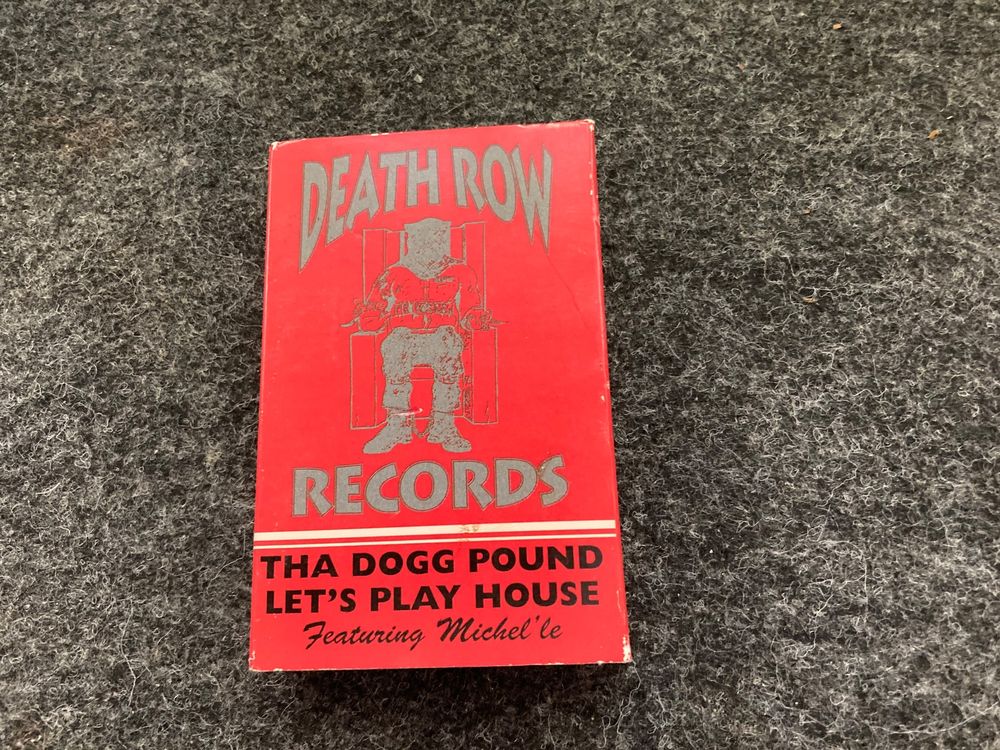 DEATH ROW
RECORDS
THA DOGG POUND
LET'S PLAY HOUSE
Featuring Michel'le